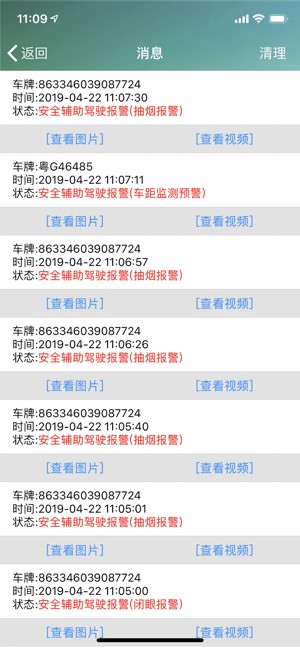 11:09
返回 消息 清理
车牌:863346039087724
时间:2019-04-22 11:07:30
状态:安全辅助驾驶报警(抽烟报警)
[查看图片] [查看视频]
车牌:粤G46485
时间:2019-04-22 11:07:11
状态:安全辅助驾驶报警(车距监测预警)
[查看图片] [查看视频]
车牌:863346039087724
时间:2019-04-22 11:06:57
状态:安全辅助驾驶报警(抽烟报警)
[查看图片] [查看视频]
车牌:863346039087724
时间:2019-04-22 11:06:26
状态:安全辅助驾驶报警(抽烟报警)
[查看图片] [查看视频]
车牌:863346039087724
时间:2019-04-22 11:05:40
状态:安全辅助驾驶报警(抽烟报警)
[查看图片] [查看视频]
车牌:863346039087724
时间:2019-04-22 11:05:01
状态:安全辅助驾驶报警(抽烟报警)
[查看图片] [查看视频]
车牌:863346039087724
时间:2019-04-22 11:05:00
状态:安全辅助驾驶报警(闭眼报警)
[查看图片] [查看视频]